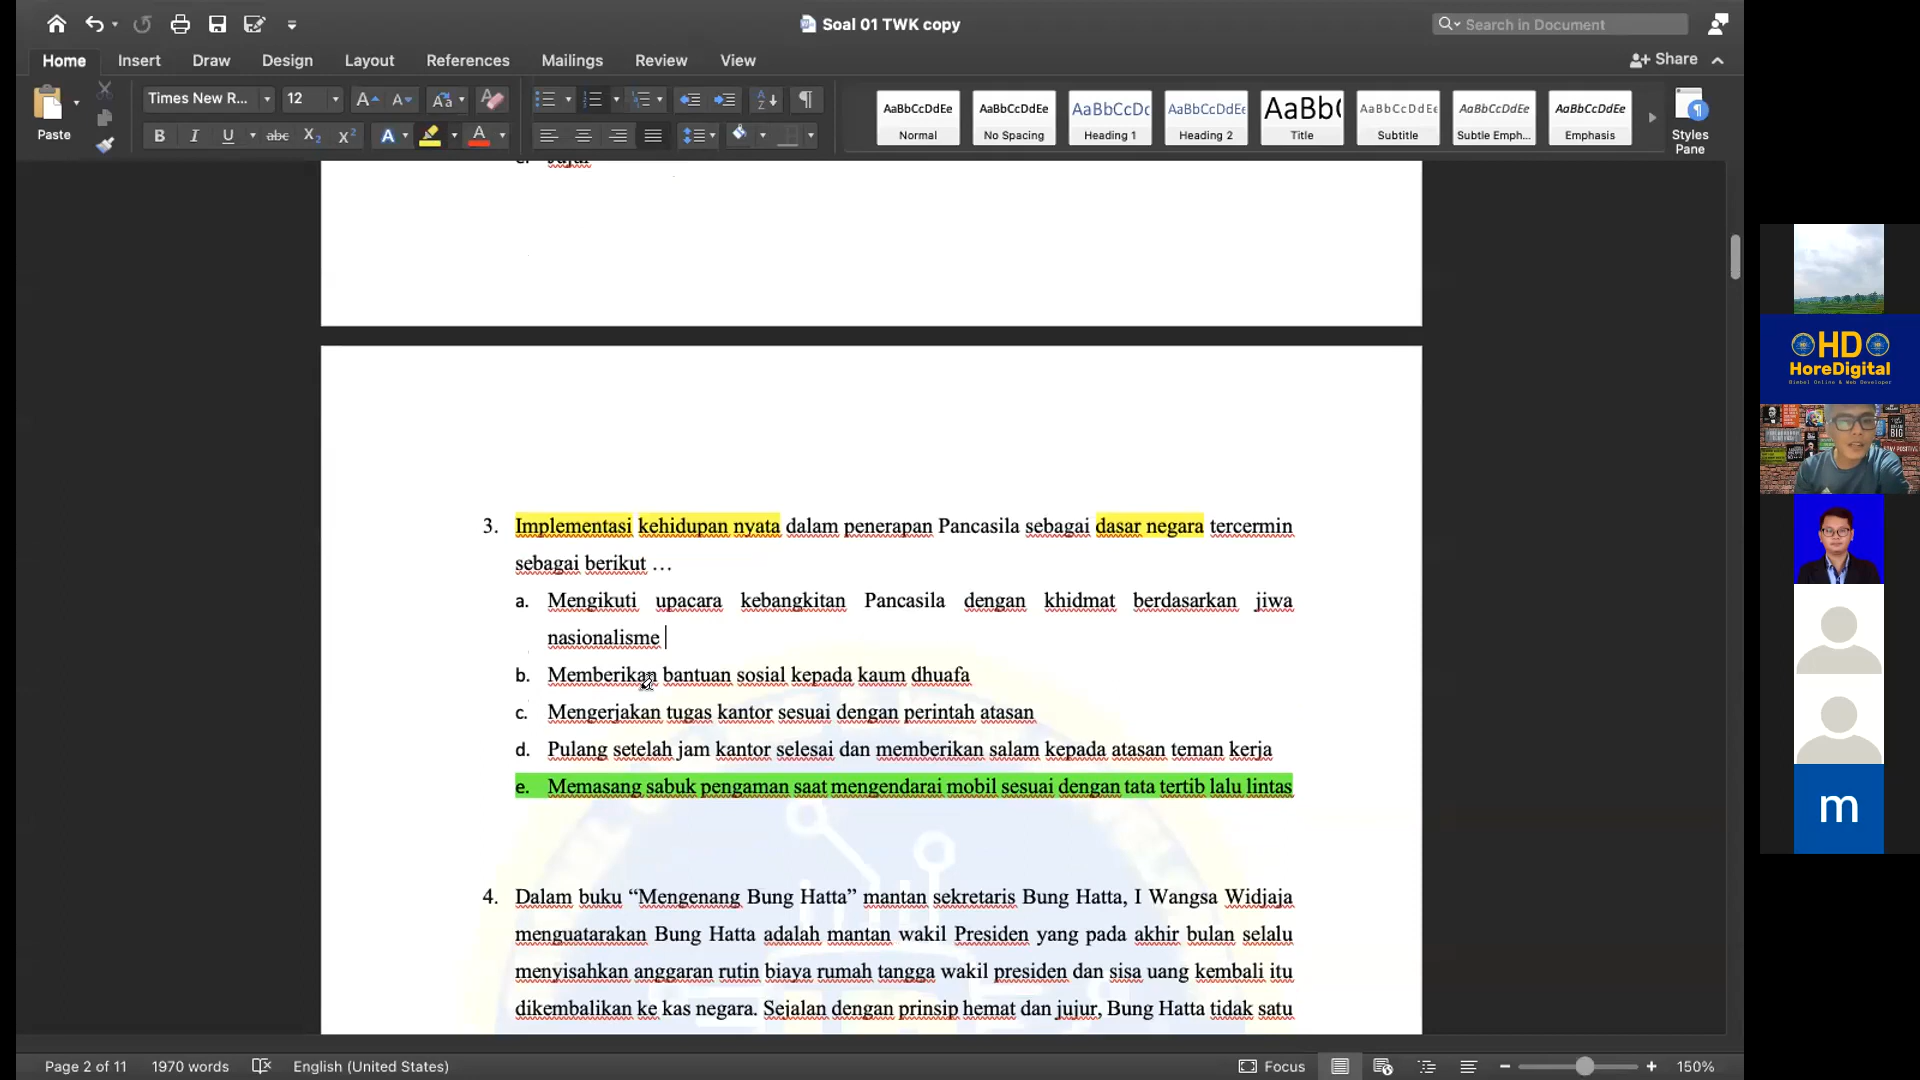 Soal 01 TWK copy
Search in Document
Home Insert Draw Design Layout References Mailings Review View
Share
Paste
Times New R... 12
AaBbCcDdEe AaBbCcDdEe AaBbCcDc AaBbCcDdEe AaBb( AaBbCcDdEe AaBbCcDdEe AaBbCcDdEe
Normal No Spacing Heading 1 Heading 2 Title Subtitle Subtle Emph... Emphasis
Styles
Pane
3. Implementasi kehidupan nyata dalam penerapan Pancasila sebagai dasar negara tercermin
sebagai berikut …
a. Mengikuti upacara kebangkitan Pancasila dengan khidmat berdasarkan jiwa
nasionalisme
b. Memberikan bantuan sosial kepada kaum dhuafa
c. Mengerjakan tugas kantor sesuai dengan perintah atasan
d. Pulang setelah jam kantor selesai dan memberikan salam kepada atasan teman kerja
e. Memasang sabuk pengaman saat mengendarai mobil sesuai dengan tata tertib lalu lintas
4. Dalam buku “Mengenang Bung Hatta” mantan sekretaris Bung Hatta, I Wangsa Widjaja
menguatarakan Bung Hatta adalah mantan wakil Presiden yang pada akhir bulan selalu
menyisahkan anggaran rutin biaya rumah tangga wakil presiden dan sisa uang kembali itu
dikembalikan ke kas negara. Sejalan dengan prinsip hemat dan jujur, Bung Hatta tidak satu
Page 2 of 11 1970 words English (United States)
Focus
150%
HD
HoreDigital
Bimbel Online & Web Developer
m